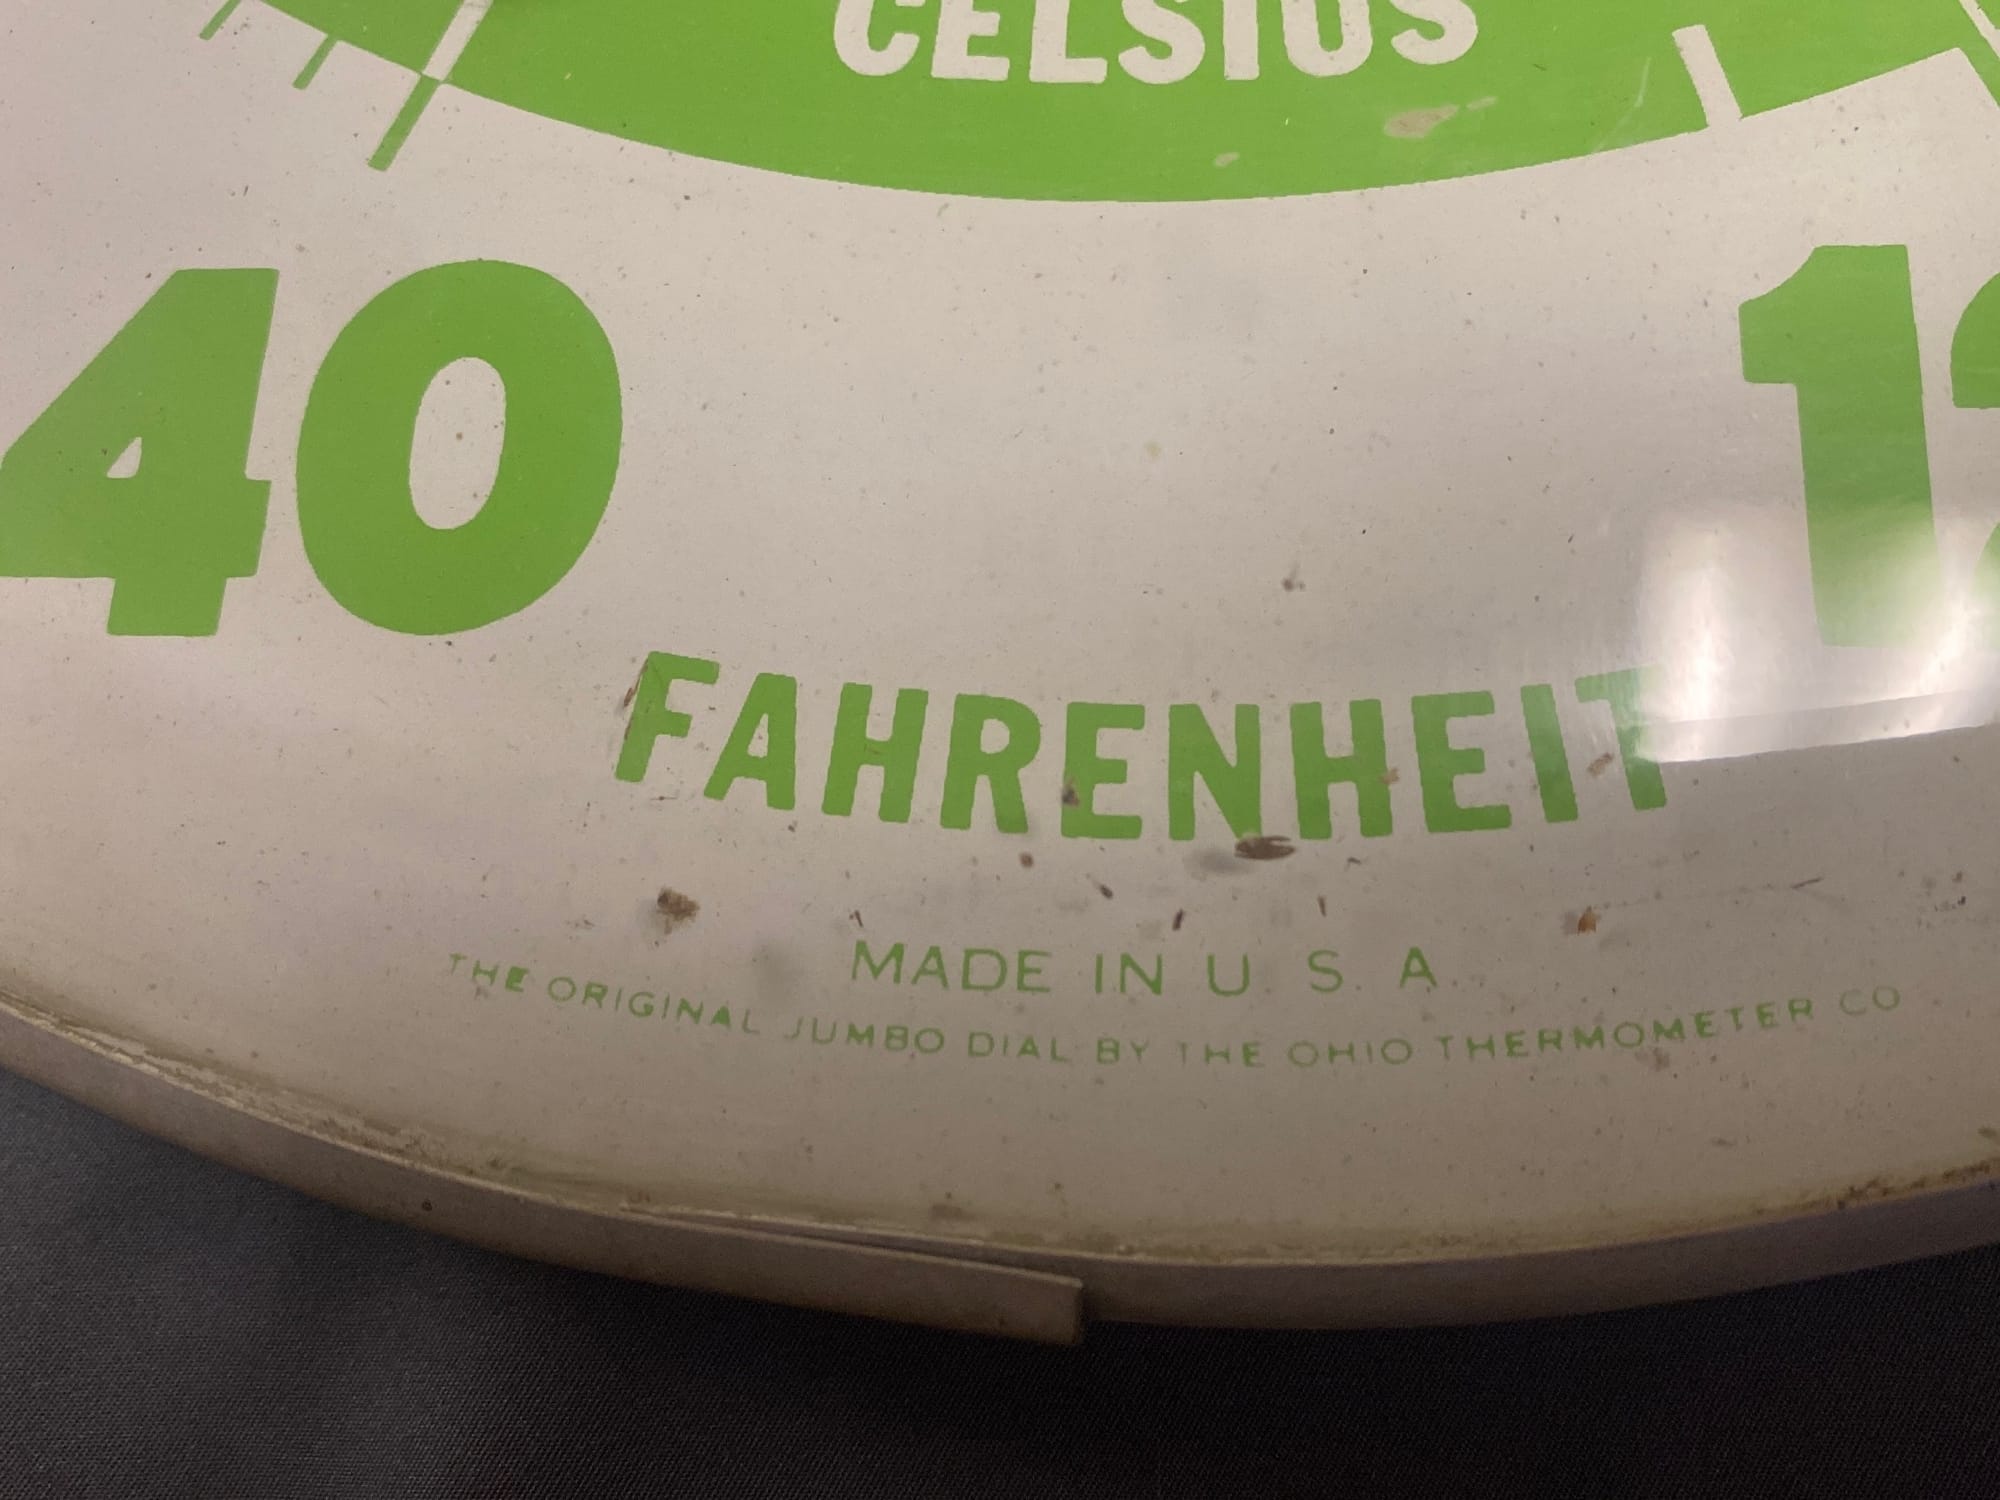 CELSIUS
40
FAHRENHEIT
MADE IN U. S. A.
THE ORIGINAL JUMBO DIAL BY THE OHIO THERMOMETER CO